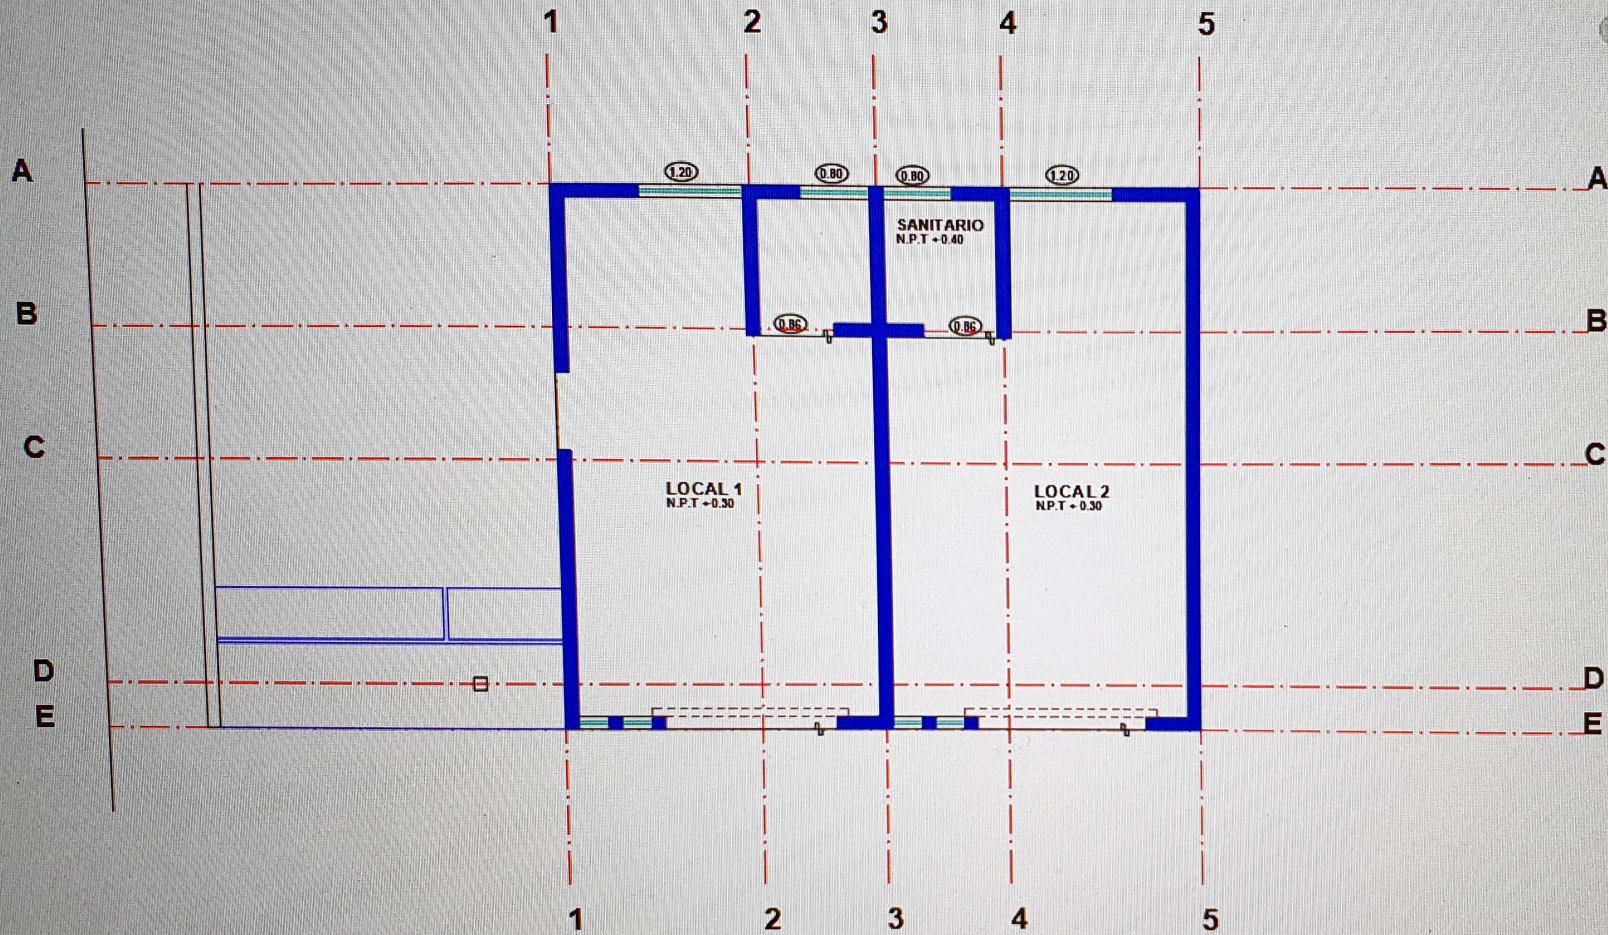 1 2 3 4 5
A A
1.20 0.80 0.80 1.20
SANITARIO
N.P.T +0.40
B B
0.86 0.86
C C
LOCAL 1
N.P.T +0.30
LOCAL 2
N.P.T + 0.30
D D
E E
1 2 3 4 5